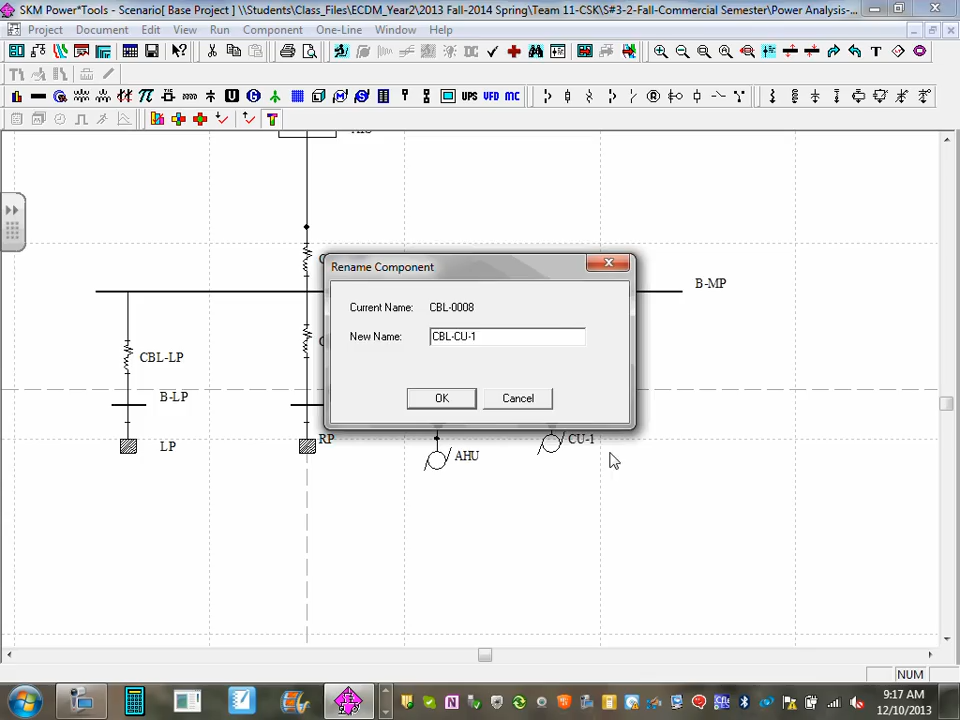 SKM Power*Tools - Scenario[ Base Project ] \\Students\Class_Files\ECDM_Year2\2013 Fall-2014 Spring\Team 11-CSK\S#3-2-Fall-Commercial Semester\Power Analysis-...
Project Document Edit View Run Component One-Line Window Help
UPS VFD MC
Rename Component
Current Name: CBL-0008
New Name: CBL-CU-1
OK Cancel
B-MP
CBL-LP
B-LP
LP
RP
AHU
CU-1
NUM
9:17 AM
12/10/2013